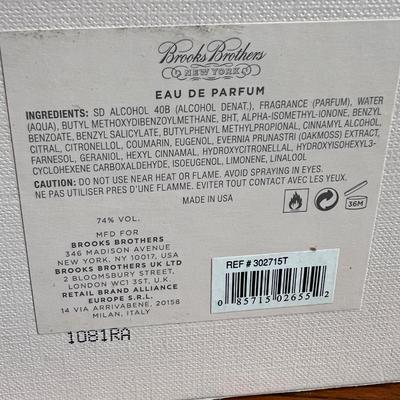 Brooks Brothers
NEW YORK
EAU DE PARFUM
INGREDIENTS: SD ALCOHOL 40B (ALCOHOL DENAT.), FRAGRANCE (PARFUM), WATER
(AQUA), BUTYL METHOXYDIBENZOYLMETHANE, BHT, ALPHA-ISOMETHYL-IONONE, BENZYL
BENZOATE, BENZYL SALICYLATE, BUTYLPHENYL METHYLPROPIONAL, CINNAMYL ALCOHOL,
CITRAL, CITRONELLOL, COUMARIN, EUGENOL, EVERNIA PRUNASTRI (OAKMOSS) EXTRACT,
FARNESOL, GERANIOL, HEXYL CINNAMAL, HYDROXYCITRONELLAL, HYDROXYISOHEXYL3-
CYCLOHEXENE CARBOXALDEHYDE, ISOEUGENOL, LIMONENE, LINALOOL
CAUTION: DO NOT USE NEAR HEAT OR FLAME. AVOID SPRAYING IN EYES.
NE PAS UTILISER PRES D'UNE FLAMME. EVITER UN CONTACT AVEC LES YEUX.
MADE IN USA
36M
74% VOL.
MFD FOR
BROOKS BROTHERS
346 MADISON AVENUE
NEW YORK, NY 10017, USA
BROOKS BROTHERS UK LTD
2 BLOOMSBURY STREET,
LONDON WC1 3ST, U.K.
RETAIL BRAND ALLIANCE
EUROPE S.R.L.
14 VIA ARRIVABENE, 20158
MILAN, ITALY
REF # 302715T
0 85715 02655 2
1081RA